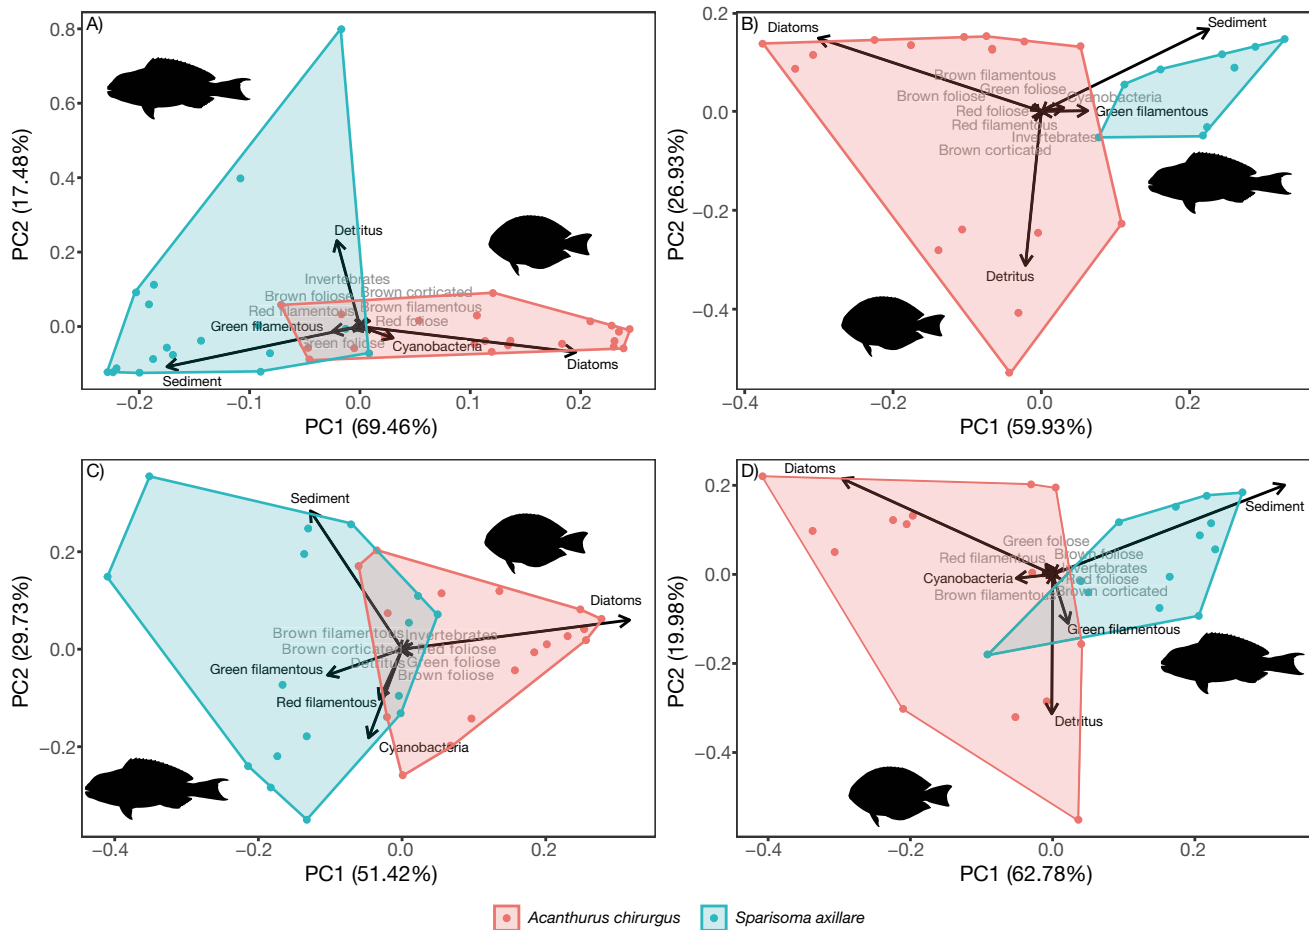 A)
0.8
0.6
0.4
0.2
0.0
PC2 (17.48%)
Detritus
Invertebrates
Brown foliose
Brown corticated
Red filamentous
Brown filamentous
Green filamentous
Red foliose
Green foliose
Cyanobacteria
Sediment
Diatoms
−0.2
−0.1
0.0
0.1
0.2
PC1 (69.46%)
B)
0.2
0.0
−0.2
−0.4
PC2 (26.93%)
Diatoms
Sediment
Brown filamentous
Green foliose
Brown foliose
Cyanobacteria
Red foliose
Green filamentous
Red filamentous
Invertebrates
Brown corticated
Detritus
−0.4
−0.2
0.0
0.2
PC1 (59.93%)
C)
0.2
0.0
−0.2
PC2 (29.73%)
Sediment
Diatoms
Brown filamentous
Invertebrates
Brown corticated
Red foliose
Green filamentous
Detritus
Green foliose
Brown foliose
Red filamentous
Cyanobacteria
−0.4
−0.2
0.0
0.2
PC1 (51.42%)
D)
0.2
0.0
−0.2
−0.4
PC2 (19.98%)
Diatoms
Sediment
Green foliose
Red filamentous
Brown foliose
Invertebrates
Cyanobacteria
Red foliose
Brown filamentous
Brown corticated
Green filamentous
Detritus
−0.4
−0.2
0.0
0.2
PC1 (62.78%)
Acanthurus chirurgus
Sparisoma axillare